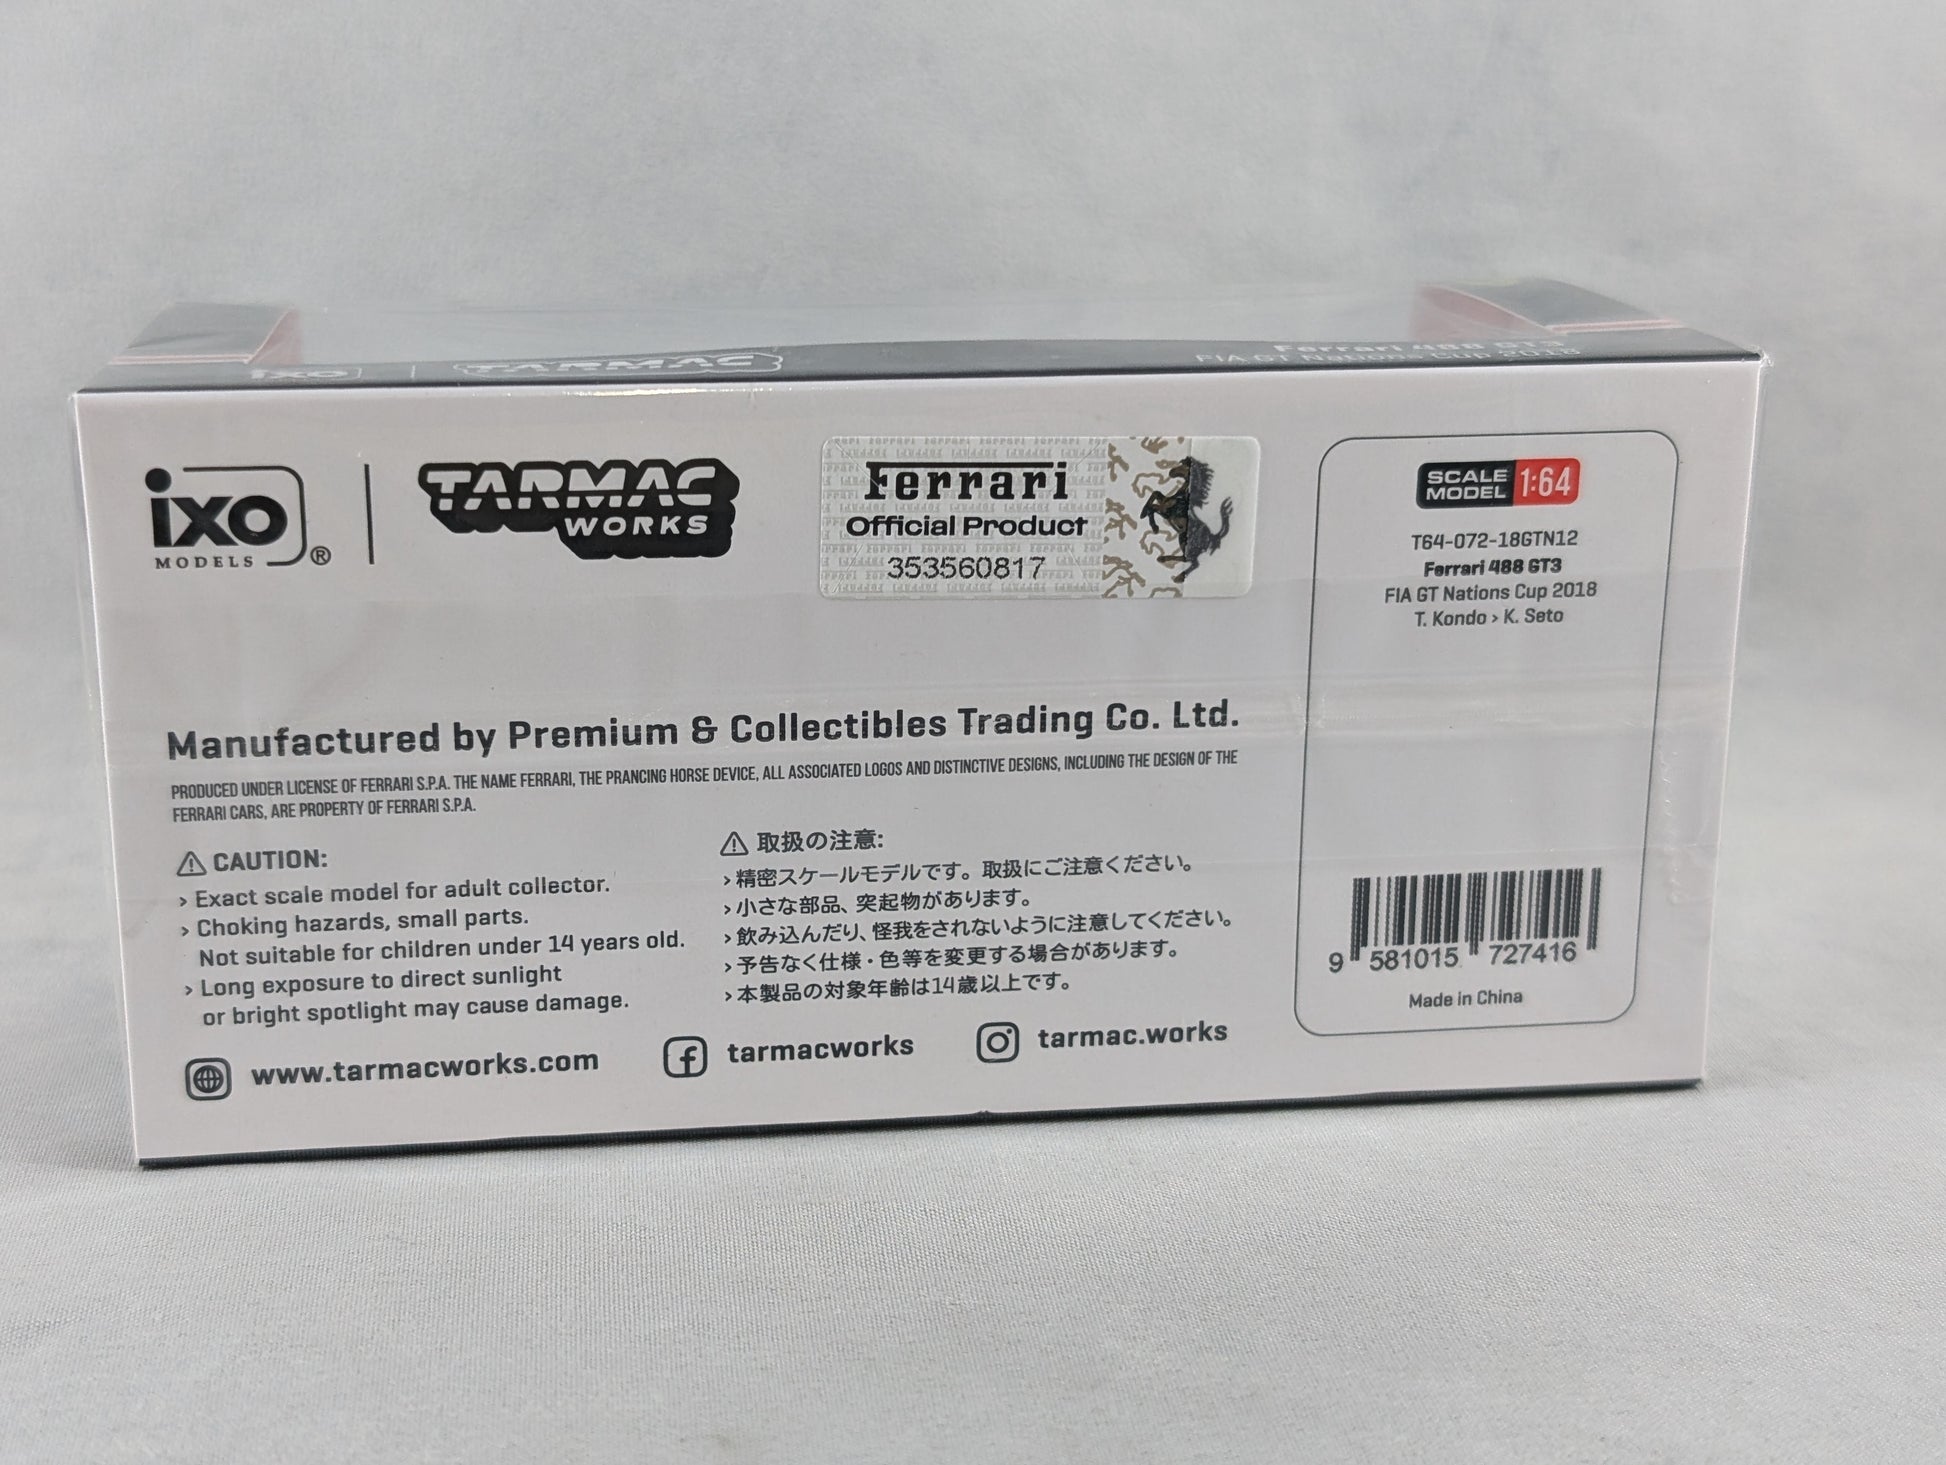 ixo TARMAC
Ferrari 488 GT3
FIA GT Nations Cup 2018
ixo
MODELS ®
TARMAC
WORKS
Ferrari
Official Product
353560817
SCALE
MODEL 1:64
T64-072-18GTN12
Ferrari 488 GT3
FIA GT Nations Cup 2018
T. Kondo › K. Seto
Manufactured by Premium & Collectibles Trading Co. Ltd.
PRODUCED UNDER LICENSE OF FERRARI S.P.A. THE NAME FERRARI, THE PRANCING HORSE DEVICE, ALL ASSOCIATED LOGOS AND DISTINCTIVE DESIGNS, INCLUDING THE DESIGN OF THE
FERRARI CARS, ARE PROPERTY OF FERRARI S.P.A.
⚠ CAUTION:
› Exact scale model for adult collector.
› Choking hazards, small parts.
Not suitable for children under 14 years old.
› Long exposure to direct sunlight
or bright spotlight may cause damage.
⚠ 取扱の注意:
› 精密スケールモデルです。取扱にご注意ください。
› 小さな部品、突起物があります。
› 飲み込んだり、怪我をされないように注意してください。
› 予告なく仕様・色等を変更する場合があります。
› 本製品の対象年齢は14歳以上です。
www.tarmacworks.com
tarmacworks
tarmac.works
9 581015 727416
Made in China